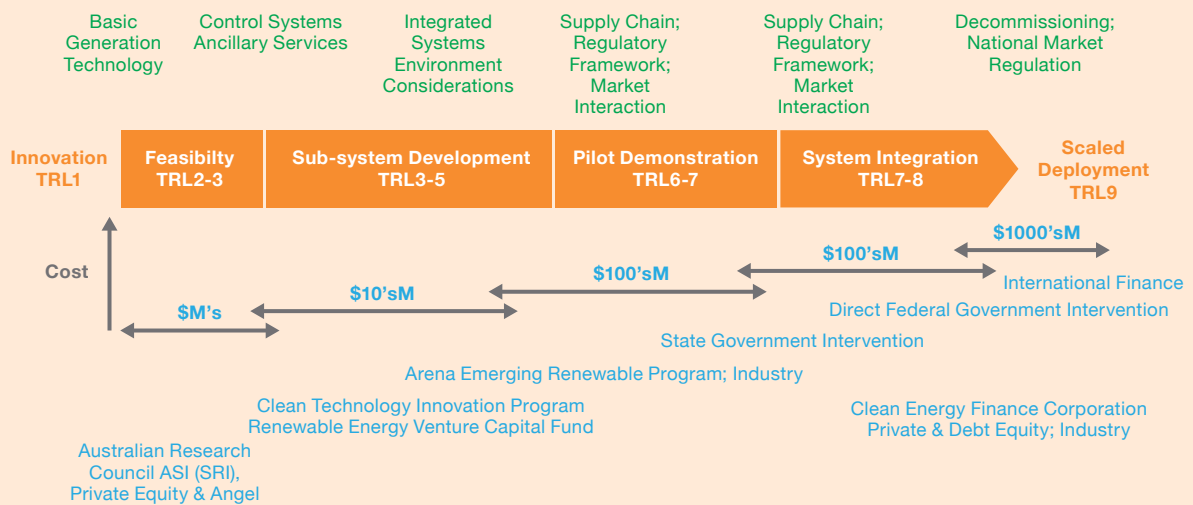 Basic
Generation
Technology
Control Systems
Ancillary Services
Integrated
Systems
Environment
Considerations
Supply Chain;
Regulatory
Framework;
Market
Interaction
Supply Chain;
Regulatory
Framework;
Market
Interaction
Decommissioning;
National Market
Regulation
Innovation
TRL1
Feasibilty
TRL2-3
Sub-system Development
TRL3-5
Pilot Demonstration
TRL6-7
System Integration
TRL7-8
Scaled
Deployment
TRL9
Cost
$M's
$10'sM
$100'sM
$100'sM
$1000'sM
International Finance
Direct Federal Government Intervention
State Government Intervention
Arena Emerging Renewable Program; Industry
Clean Technology Innovation Program
Renewable Energy Venture Capital Fund
Clean Energy Finance Corporation
Private & Debt Equity; Industry
Australian Research
Council ASI (SRI),
Private Equity & Angel